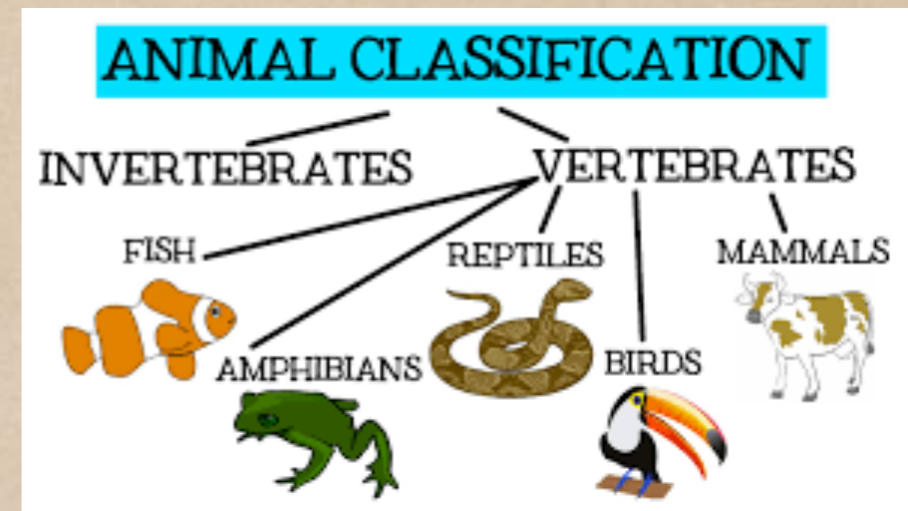 ANIMAL CLASSIFICATION
INVERTEBRATES VERTEBRATES
FISH REPTILES MAMMALS
AMPHIBIANS BIRDS